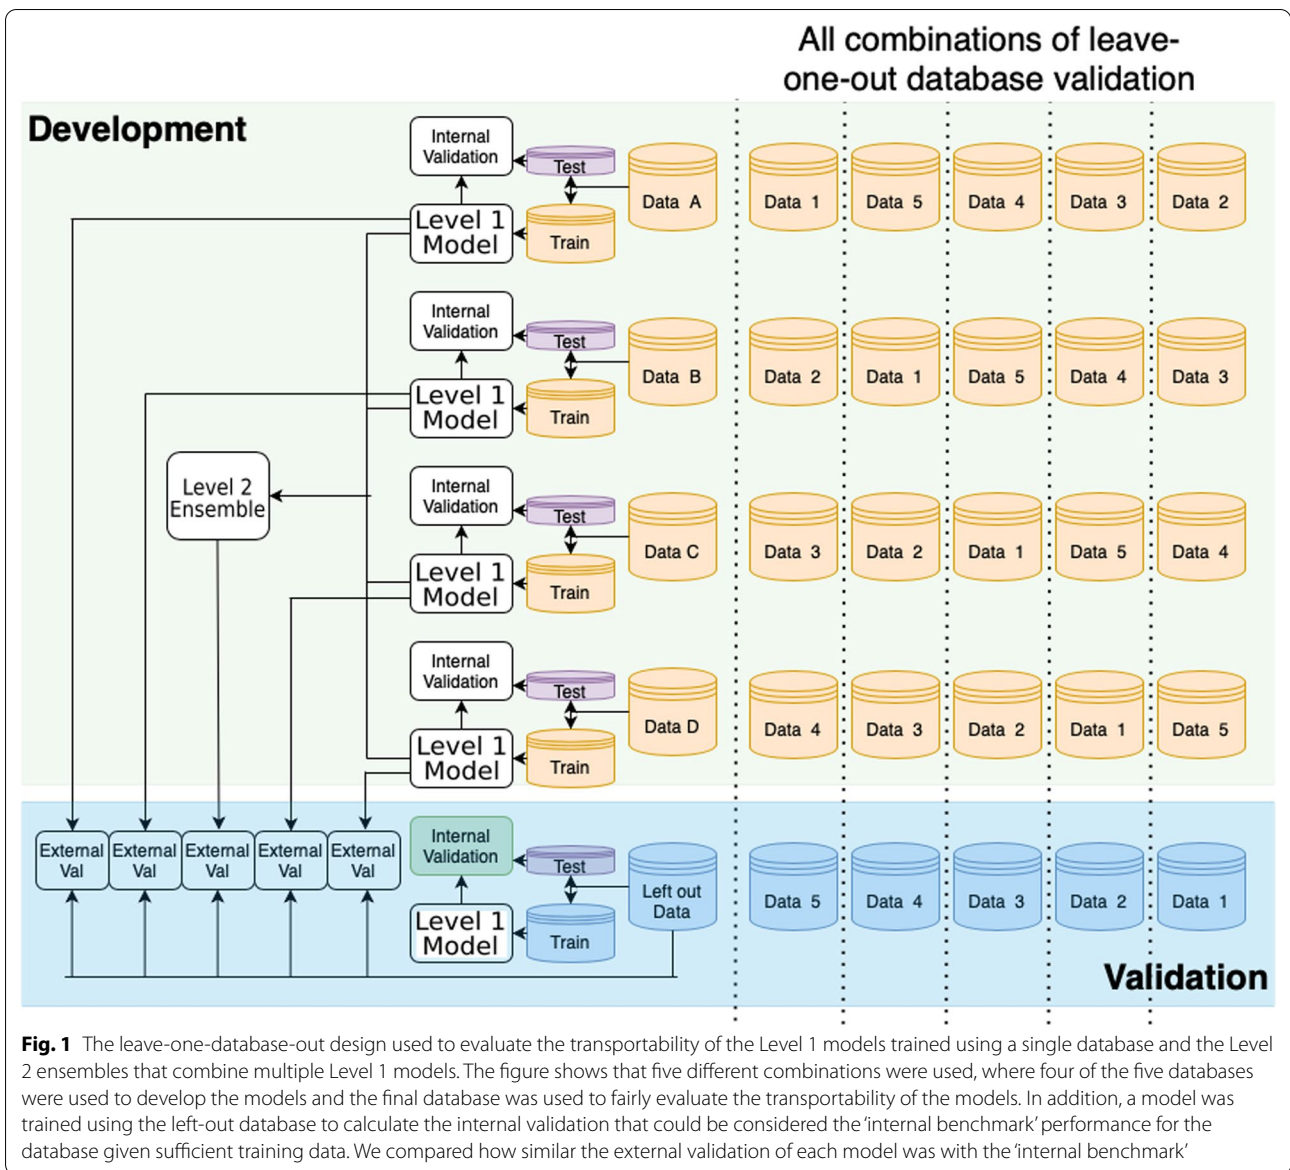 All combinations of leave-
one-out database validation
Development
Internal
Validation
Test
Data A
Level 1
Model
Train
Data 1
Data 5
Data 4
Data 3
Data 2
Internal
Validation
Test
Data B
Level 1
Model
Train
Data 2
Data 1
Data 5
Data 4
Data 3
Level 2
Ensemble
Internal
Validation
Test
Data C
Level 1
Model
Train
Data 3
Data 2
Data 1
Data 5
Data 4
Internal
Validation
Test
Data D
Level 1
Model
Train
Data 4
Data 3
Data 2
Data 1
Data 5
External
Val
External
Val
External
Val
External
Val
External
Val
Internal
Validation
Test
Left out
Data
Level 1
Model
Train
Data 5
Data 4
Data 3
Data 2
Data 1
Validation
Fig. 1 The leave-one-database-out design used to evaluate the transportability of the Level 1 models trained using a single database and the Level
2 ensembles that combine multiple Level 1 models. The figure shows that five different combinations were used, where four of the five databases
were used to develop the models and the final database was used to fairly evaluate the transportability of the models. In addition, a model was
trained using the left-out database to calculate the internal validation that could be considered the ‘internal benchmark’ performance for the
database given sufficient training data. We compared how similar the external validation of each model was with the ‘internal benchmark’